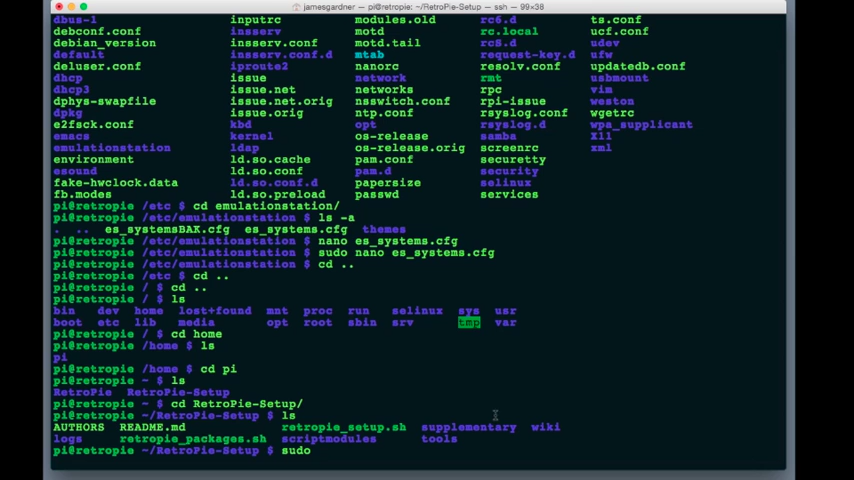 jamesgardner — pi@retropie: ~/RetroPie-Setup — ssh — 99x38
dbus-1 inputrc modules.old rc6.d ts.conf
debconf.conf insserv motd rc.local ucf.conf
debian_version insserv.conf motd.tail rcS.d udev
default insserv.conf.d mtab request-key.d ufw
deluser.conf iproute2 nanorc resolv.conf updatedb.conf
dhcp issue network rmt usbmount
dhcp3 issue.net networks rpc vim
dphys-swapfile issue.net.orig nsswitch.conf rpi-issue weston
dpkg issue.orig ntp.conf rsyslog.conf wgetrc
e2fsck.conf kbd opt rsyslog.d wpa_supplicant
emacs kernel os-release samba X11
emulationstation ldap os-release.orig screenrc xml
environment ld.so.cache pam.conf securetty
esound ld.so.conf pam.d security
fake-hwclock.data ld.so.conf.d papersize selinux
fb.modes ld.so.preload passwd services
pi@retropie /etc $ cd emulationstation/
pi@retropie /etc/emulationstation $ ls -a
. .. es_systemsBAK.cfg es_systems.cfg themes
pi@retropie /etc/emulationstation $ nano es_systems.cfg
pi@retropie /etc/emulationstation $ sudo nano es_systems.cfg
pi@retropie /etc/emulationstation $ cd ..
pi@retropie /etc $ cd ..
pi@retropie / $ cd ..
pi@retropie / $ ls
bin dev home lost+found mnt proc run selinux sys usr
boot etc lib media opt root sbin srv tmp var
pi@retropie / $ cd home
pi@retropie /home $ ls
pi
pi@retropie /home $ cd pi
pi@retropie ~ $ ls
RetroPie RetroPie-Setup
pi@retropie ~ $ cd RetroPie-Setup/
pi@retropie ~/RetroPie-Setup $ ls
AUTHORS README.md retropie_setup.sh supplementary wiki
logs retropie_packages.sh scriptmodules tools
pi@retropie ~/RetroPie-Setup $ sudo